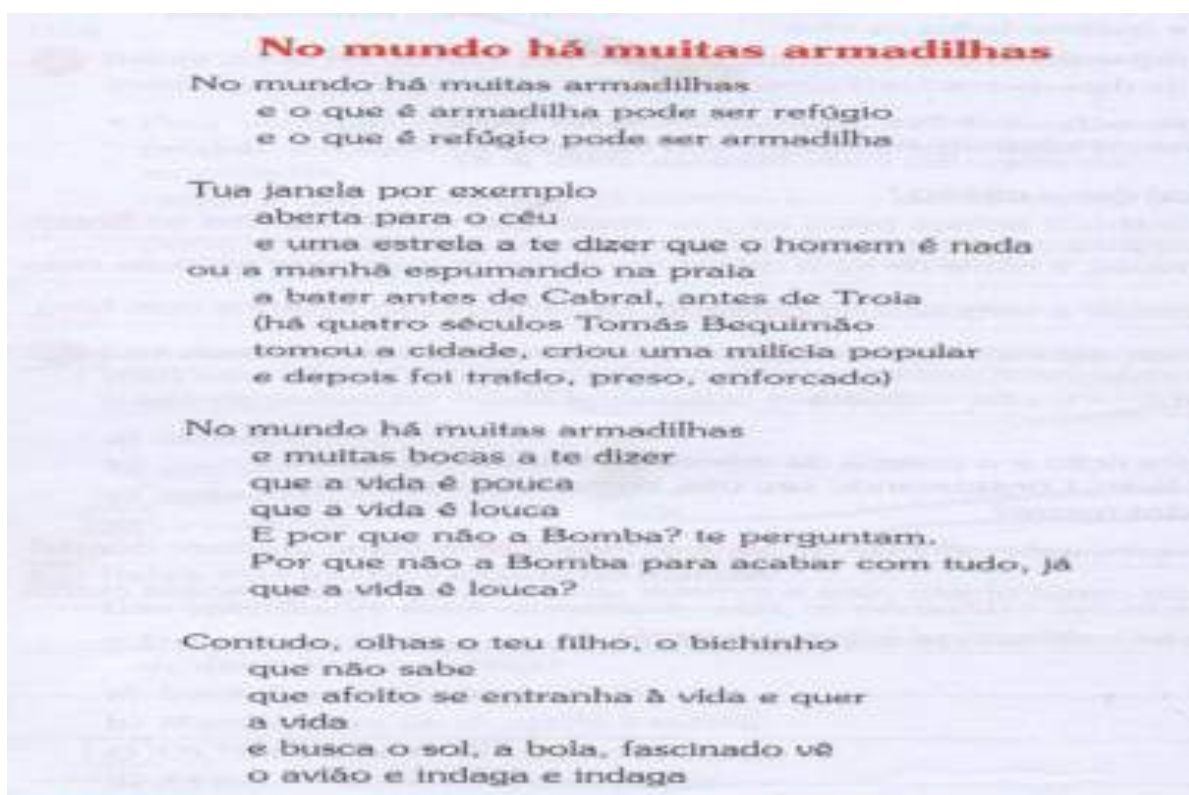 No mundo há muitas armadilhas
No mundo há muitas armadilhas
e o que é armadilha pode ser refúgio
e o que é refúgio pode ser armadilha
Tua janela por exemplo
aberta para o céu
e uma estrela a te dizer que o homem é nada
ou a manhã espumando na praia
a bater antes de Cabral, antes de Troia
(há quatro séculos Tomás Bequimão
tomou a cidade, criou uma milícia popular
e depois foi traído, preso, enforcado)
No mundo há muitas armadilhas
e muitas bocas a te dizer
que a vida é pouca
que a vida é louca
E por que não a Bomba? te perguntam.
Por que não a Bomba para acabar com tudo, já
que a vida é louca?
Contudo, olhas o teu filho, o bichinho
que não sabe
que afoito se entranha à vida e quer
a vida
e busca o sol, a bola, fascinado vê
o avião e indaga e indaga